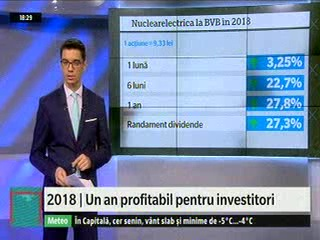 18:29
Nuclearelectrica la BVB în 2018
1 acțiune = 9,33 lei
1 lună 3,25%
6 luni 22,7%
1 an 27,8%
Randament dividende 27,3%
2018 | Un an profitabil pentru investitori
Meteo În Capitală, cer senin, vânt slab și minime de -5°C...-4°C